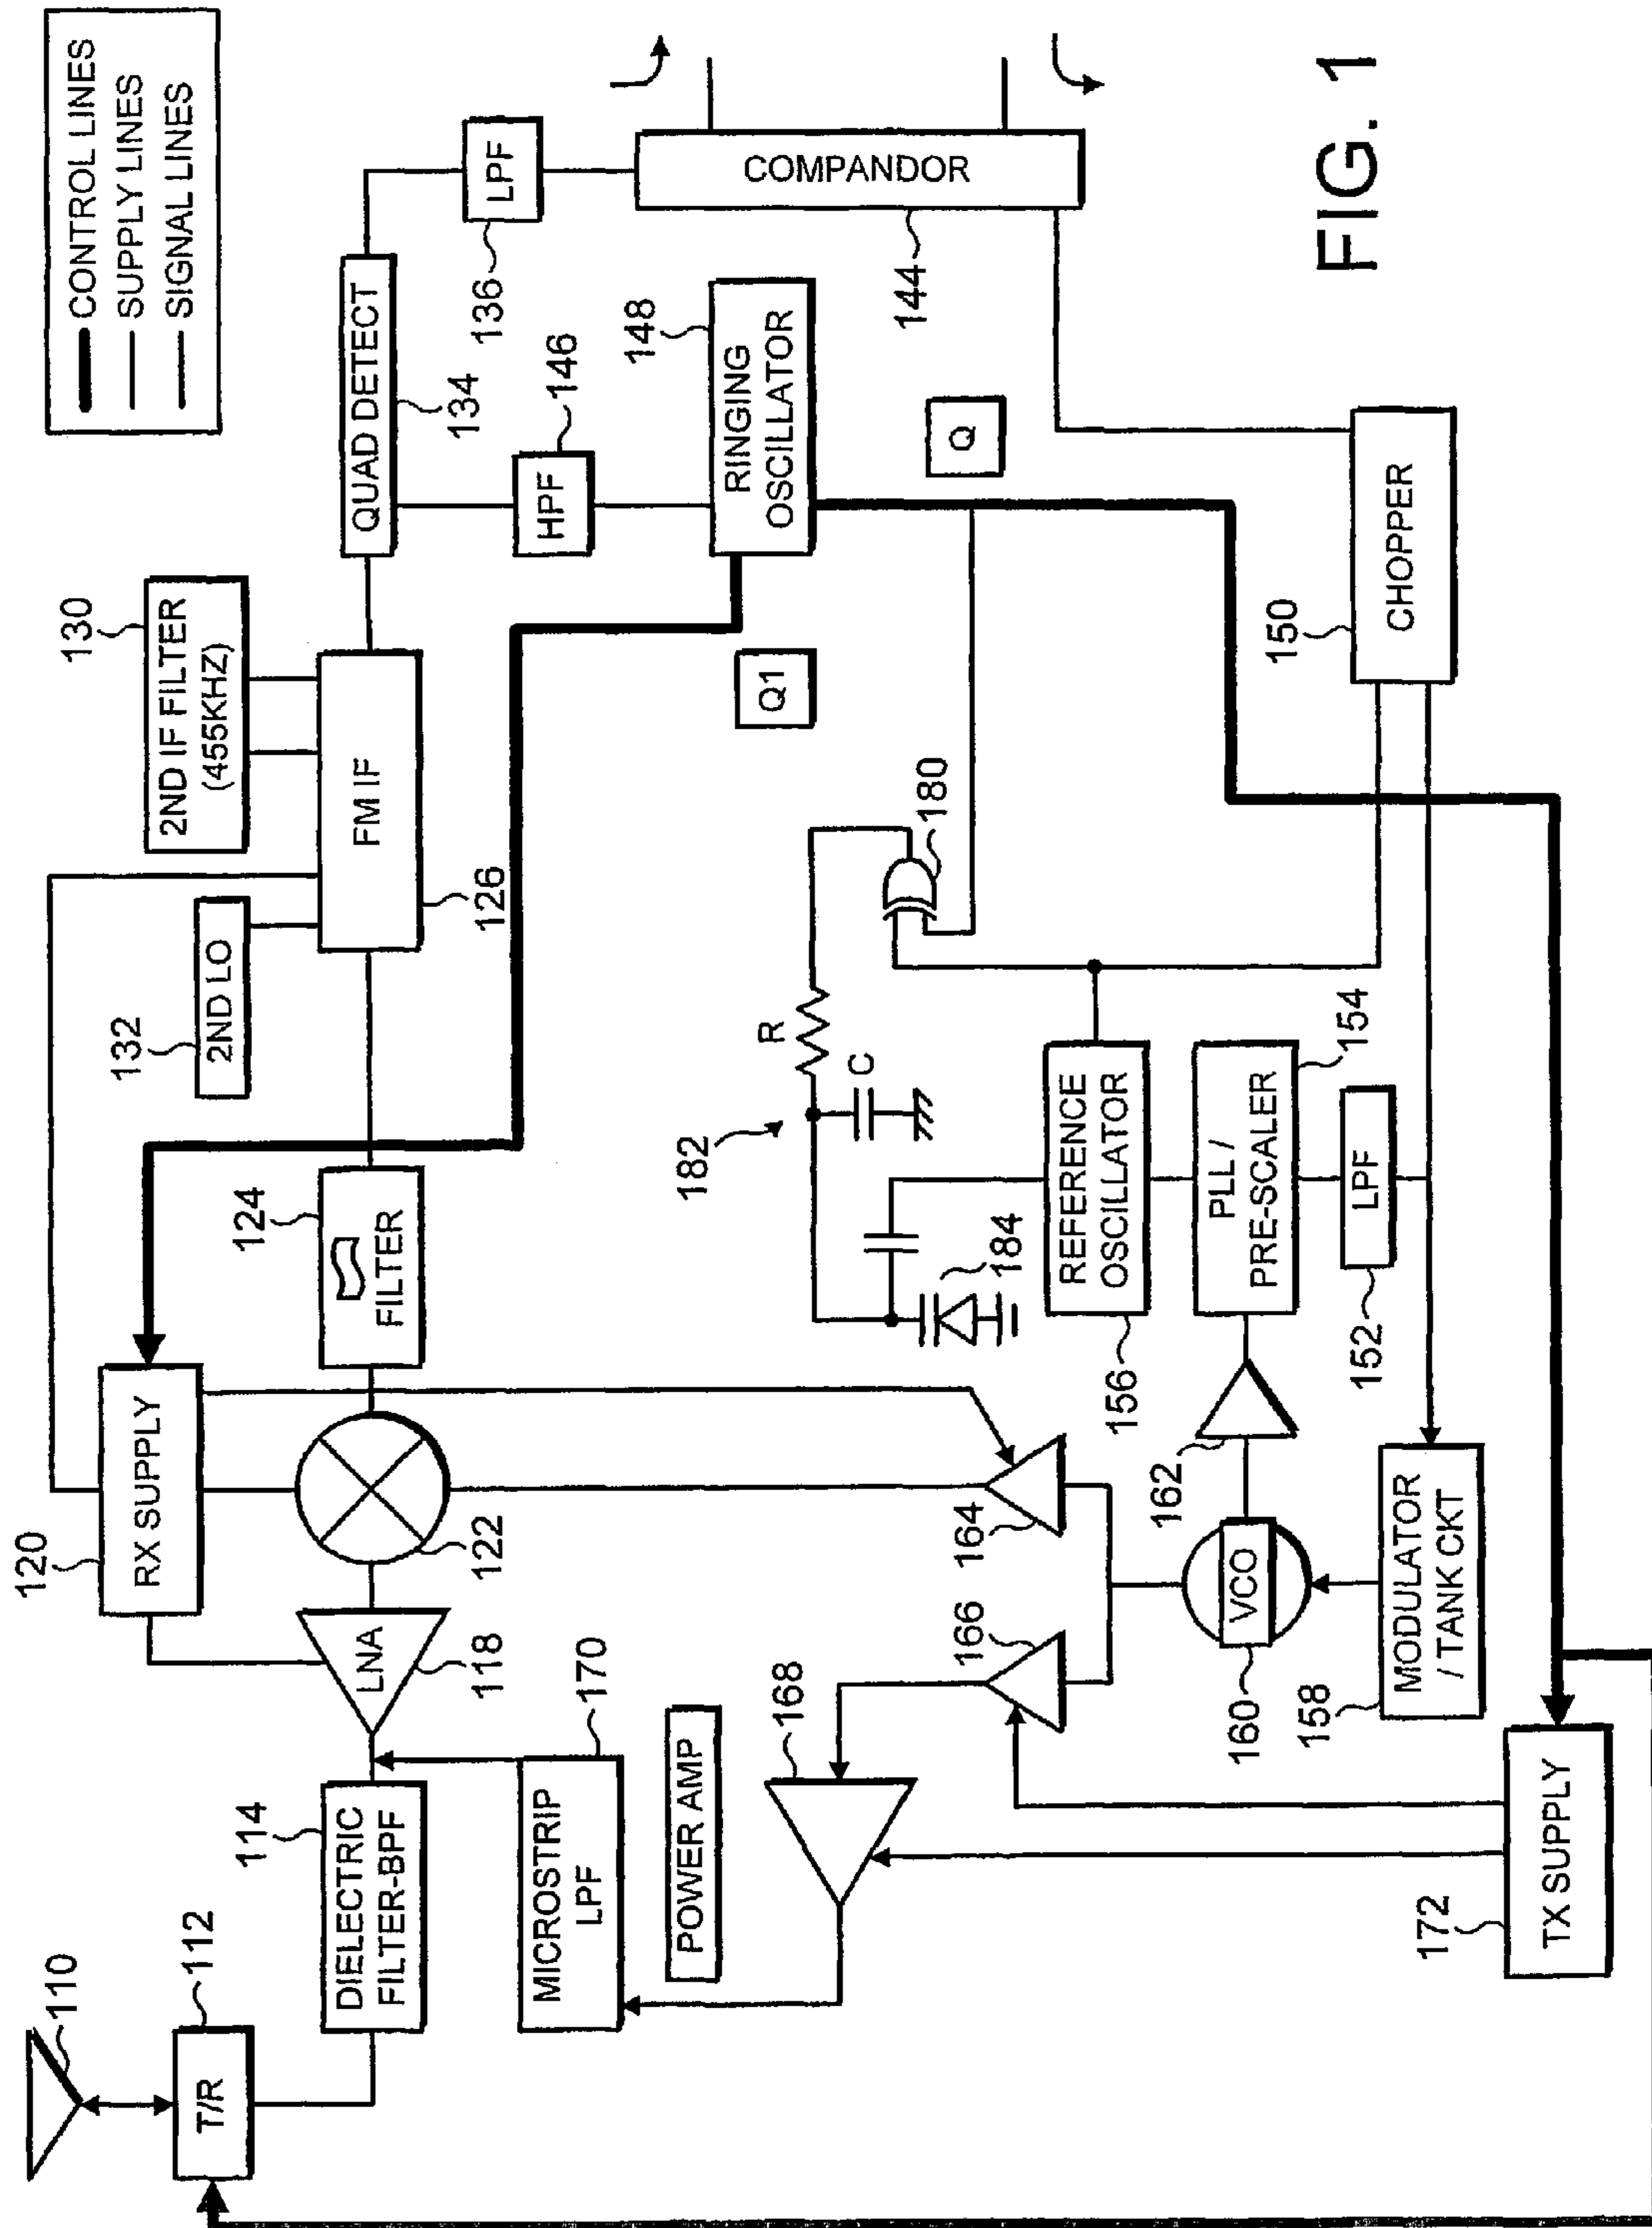 CONTROL LINES
SUPPLY LINES
SIGNAL LINES
110
112
T/R
114
DIELECTRIC
FILTER-BPF
LNA
118
120
RX SUPPLY
122
124
FILTER
132
2ND LO
130
2ND IF FILTER
(455KHZ)
FM IF
126
QUAD DETECT
134
LPF
136
HPF
146
148
RINGING
OSCILLATOR
COMPANDOR
144
Q1
Q
170
MICROSTRIP
LPF
POWER AMP
168
166
164
182
R
C
180
184
REFERENCE
OSCILLATOR
156
PLL /
PRE-SCALER
154
LPF
152
162
VCO
160
MODULATOR
/ TANK CKT
158
CHOPPER
150
TX SUPPLY
172
FIG. 1